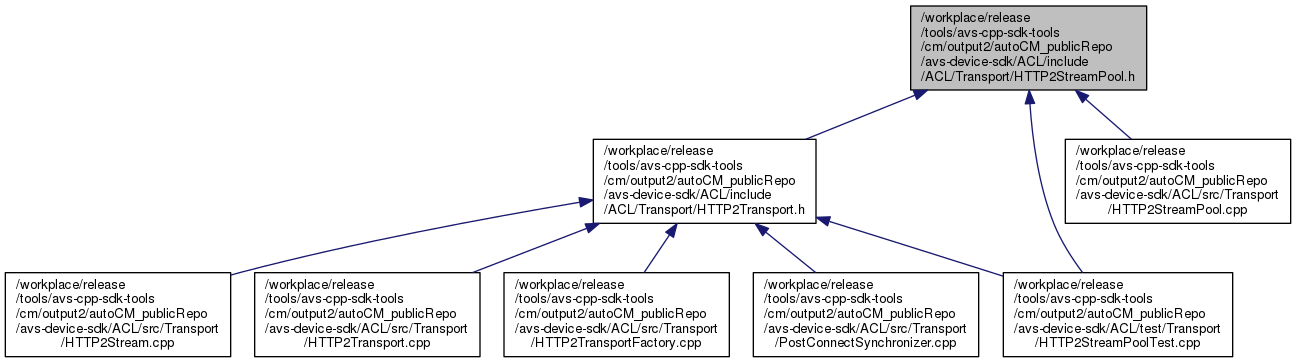 /workplace/release
/tools/avs-cpp-sdk-tools
/cm/output2/autoCM_publicRepo
/avs-device-sdk/ACL/include
/ACL/Transport/HTTP2StreamPool.h
/workplace/release
/tools/avs-cpp-sdk-tools
/cm/output2/autoCM_publicRepo
/avs-device-sdk/ACL/include
/ACL/Transport/HTTP2Transport.h
/workplace/release
/tools/avs-cpp-sdk-tools
/cm/output2/autoCM_publicRepo
/avs-device-sdk/ACL/src/Transport
/HTTP2StreamPool.cpp
/workplace/release
/tools/avs-cpp-sdk-tools
/cm/output2/autoCM_publicRepo
/avs-device-sdk/ACL/src/Transport
/HTTP2Stream.cpp
/workplace/release
/tools/avs-cpp-sdk-tools
/cm/output2/autoCM_publicRepo
/avs-device-sdk/ACL/src/Transport
/HTTP2Transport.cpp
/workplace/release
/tools/avs-cpp-sdk-tools
/cm/output2/autoCM_publicRepo
/avs-device-sdk/ACL/src/Transport
/HTTP2TransportFactory.cpp
/workplace/release
/tools/avs-cpp-sdk-tools
/cm/output2/autoCM_publicRepo
/avs-device-sdk/ACL/src/Transport
/PostConnectSynchronizer.cpp
/workplace/release
/tools/avs-cpp-sdk-tools
/cm/output2/autoCM_publicRepo
/avs-device-sdk/ACL/test/Transport
/HTTP2StreamPoolTest.cpp